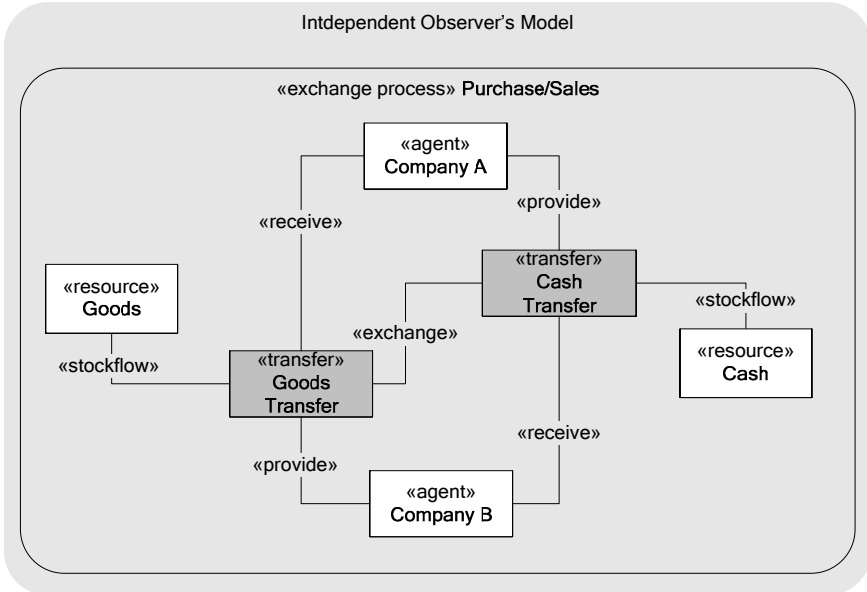 Intdependent Observer's Model
«exchange process» Purchase/Sales
«agent»
Company A
«provide»
«receive»
«transfer»
Cash
Transfer
«resource»
Goods
«stockflow»
«exchange»
«stockflow»
«transfer»
Goods
Transfer
«resource»
Cash
«receive»
«provide»
«agent»
Company B